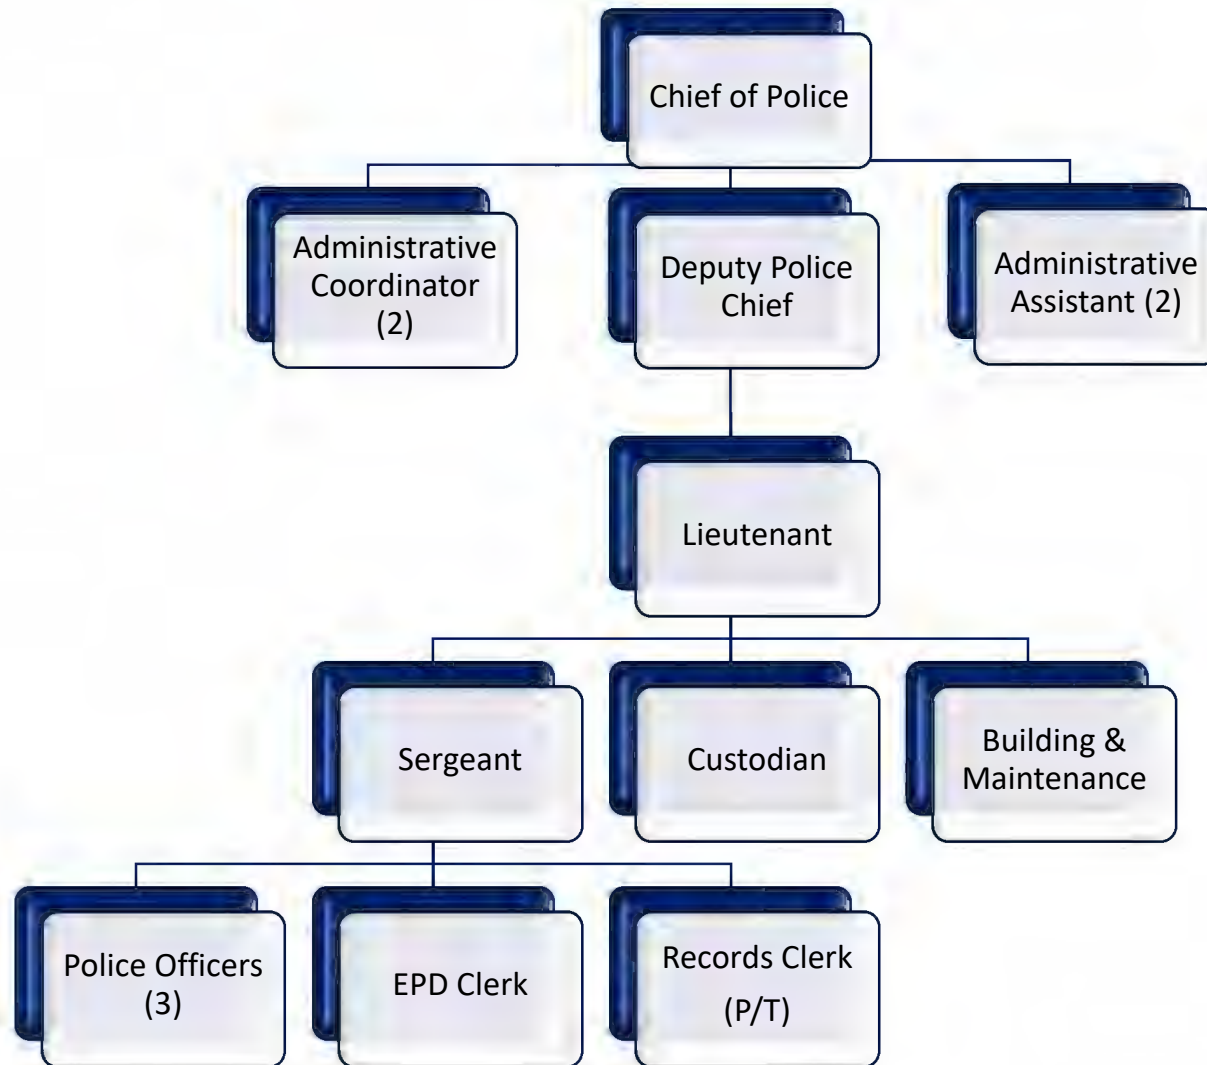 Chief of Police
Administrative
Coordinator
(2)
Deputy Police
Chief
Administrative
Assistant (2)
Lieutenant
Sergeant
Custodian
Building &
Maintenance
Police Officers
(3)
EPD Clerk
Records Clerk
(P/T)